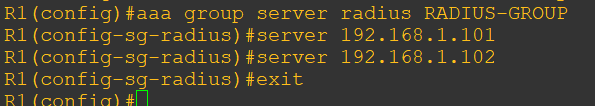 R1(config)#aaa group server radius RADIUS-GROUP
R1(config-sg-radius)#server 192.168.1.101
R1(config-sg-radius)#server 192.168.1.102
R1(config-sg-radius)#exit
R1(config)#